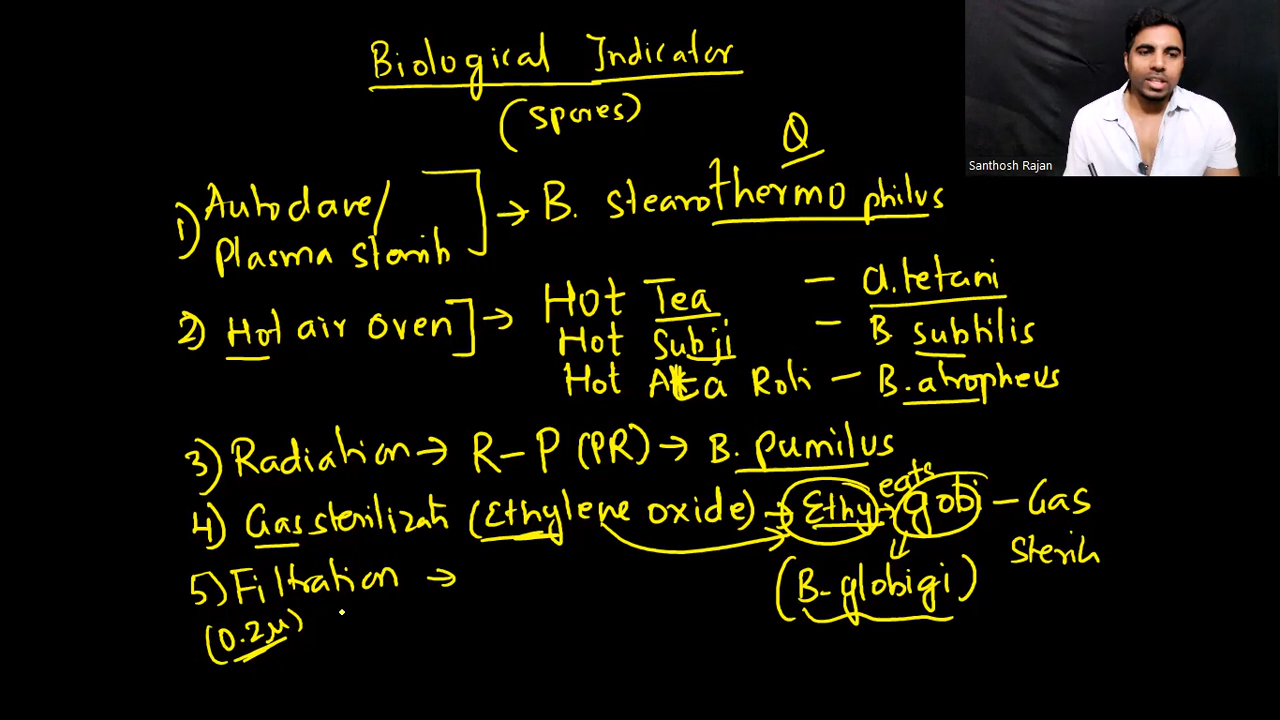 Biological Indicator
(spores)
Q
Santhosh Rajan
1) Autoclave/
Plasma sterili
→ B. stearothermophilus
2) Hot air oven → Hot Tea - Cl. tetani
Hot Subji - B subtilis
Hot Atta Roti - B. atropheus
3) Radiation → R-P (PR) → B. pumilus
4) Gas sterilizati (Ethylene oxide) → Ethy → eats gobi - Gas
Sterili
(B-globigi)
5) Filtration →
(0.2μ)